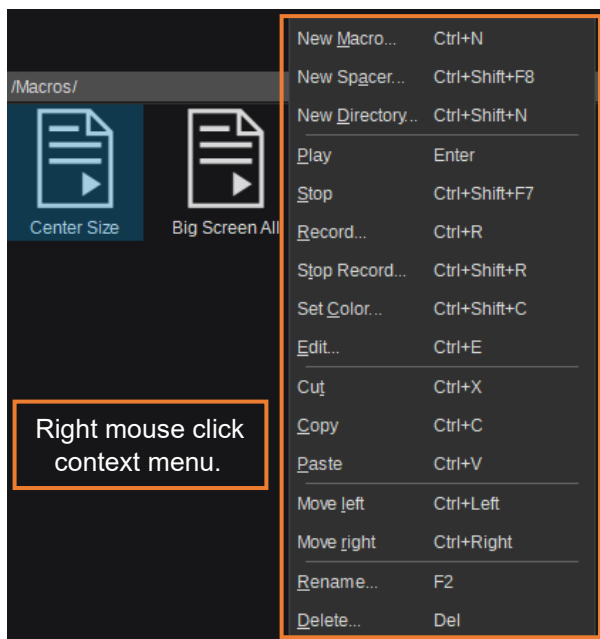 /Macros/
Center Size
Big Screen All
Right mouse click
context menu.
New Macro... Ctrl+N
New Spacer... Ctrl+Shift+F8
New Directory... Ctrl+Shift+N
Play Enter
Stop Ctrl+Shift+F7
Record... Ctrl+R
Stop Record... Ctrl+Shift+R
Set Color... Ctrl+Shift+C
Edit... Ctrl+E
Cut Ctrl+X
Copy Ctrl+C
Paste Ctrl+V
Move left Ctrl+Left
Move right Ctrl+Right
Rename... F2
Delete... Del